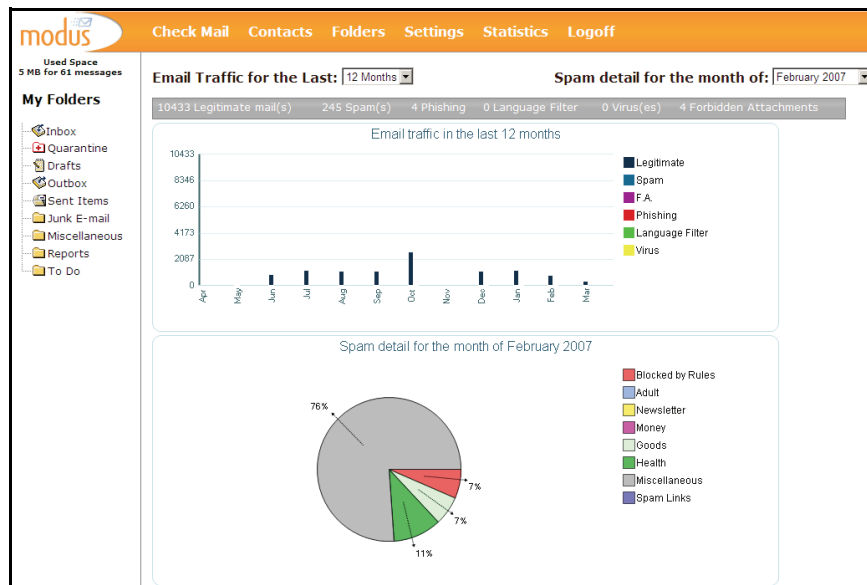 modus
Check Mail Contacts Folders Settings Statistics Logoff
Used Space
5 MB for 61 messages
My Folders
Inbox
Quarantine
Drafts
Outbox
Sent Items
Junk E-mail
Miscellaneous
Reports
To Do
Email Traffic for the Last: 12 Months
Spam detail for the month of: February 2007
10433 Legitimate mail(s) 245 Spam(s) 4 Phishing 0 Language Filter 0 Virus(es) 4 Forbidden Attachments
Email traffic in the last 12 months
10433
8346
6260
4173
2087
0
Apr May Jun Jul Aug Sep Oct Nov Dec Jan Feb Mar
Legitimate
Spam
F.A.
Phishing
Language Filter
Virus
Spam detail for the month of February 2007
76%
7%
7%
11%
Blocked by Rules
Adult
Newsletter
Money
Goods
Health
Miscellaneous
Spam Links